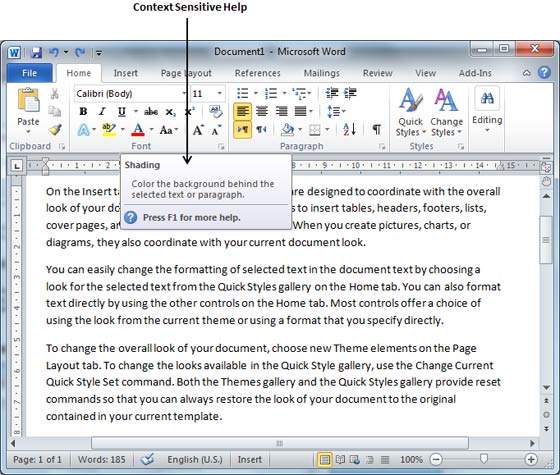 Context Sensitive Help
Document1 - Microsoft Word
File Home Insert Page Layout References Mailings Review View Add-Ins
Calibri (Body) 11
Paste
B I U abc x₂ x²
A A Aa A A
Quick Styles
Change Styles
Editing
Clipboard Font Paragraph Styles
Shading
Color the background behind the
selected text or paragraph.
Press F1 for more help.
On the Insert ta are designed to coordinate with the overall
look of your do s to insert tables, headers, footers, lists,
cover pages, an When you create pictures, charts, or
diagrams, they also coordinate with your current document look.
You can easily change the formatting of selected text in the document text by choosing a
look for the selected text from the Quick Styles gallery on the Home tab. You can also format
text directly by using the other controls on the Home tab. Most controls offer a choice of
using the look from the current theme or using a format that you specify directly.
To change the overall look of your document, choose new Theme elements on the Page
Layout tab. To change the looks available in the Quick Style gallery, use the Change Current
Quick Style Set command. Both the Themes gallery and the Quick Styles gallery provide reset
commands so that you can always restore the look of your document to the original
contained in your current template.
Page: 1 of 1 Words: 185 English (U.S.) Insert 100%